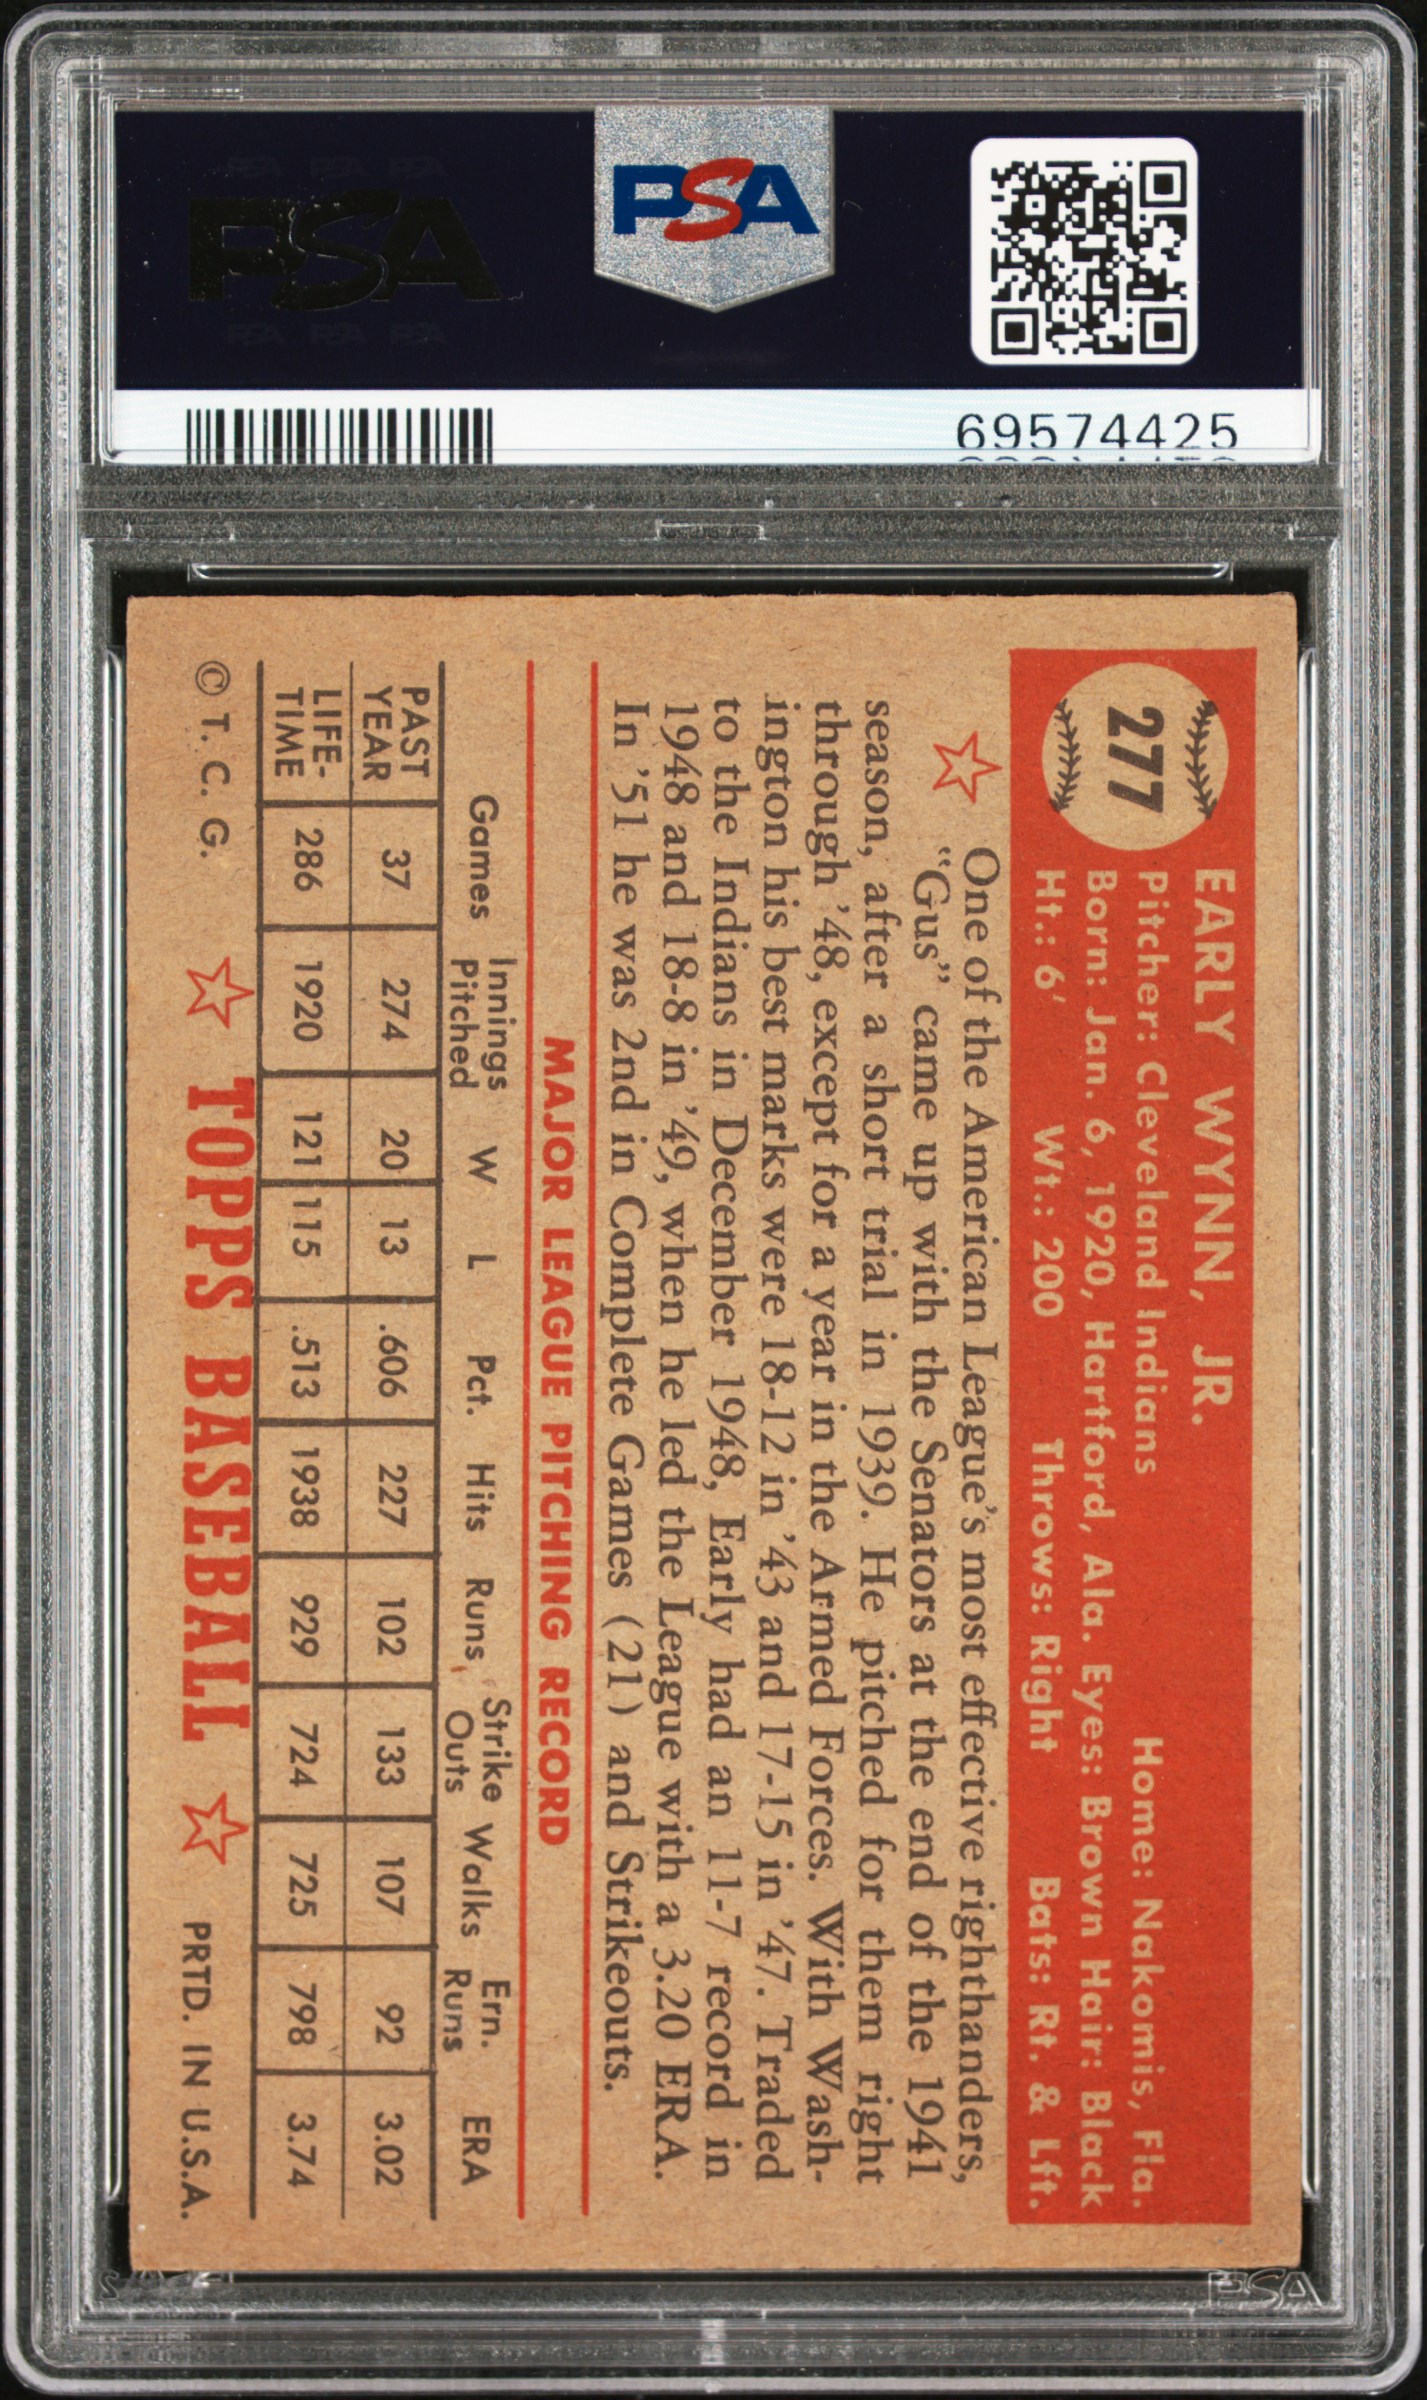 PSA
PSA PSA PSA
PSA
PSA PSA PSA
69574425
277
EARLY WYNN, JR.
Pitcher: Cleveland Indians Home: Nakomis, Fla.
Born: Jan. 6, 1920, Hartford, Ala. Eyes: Brown Hair: Black
Ht.: 6' Wt.: 200 Throws: Right Bats: Rt. & Lft.
One of the American League's most effective righthanders,
"Gus" came up with the Senators at the end of the 1941
season, after a short trial in 1939. He pitched for them right
through '48, except for a year in the Armed Forces. With Wash-
ington his best marks were 18-12 in '43 and 17-15 in '47. Traded
to the Indians in December 1948, Early had an 11-7 record in
1948 and 18-8 in '49, when he led the League with a 3.20 ERA.
In '51 he was 2nd in Complete Games (21) and Strikeouts.
MAJOR LEAGUE PITCHING RECORD
Games Innings Pitched W L Pct. Hits Runs Strike Outs Walks Ern. Runs ERA
PAST YEAR 37 274 20 13 .606 227 102 133 107 92 3.02
LIFE-TIME 286 1920 121 115 .513 1938 929 724 725 798 3.74
© T. C. G. TOPPS BASEBALL PRTD. IN U.S.A.
PSA